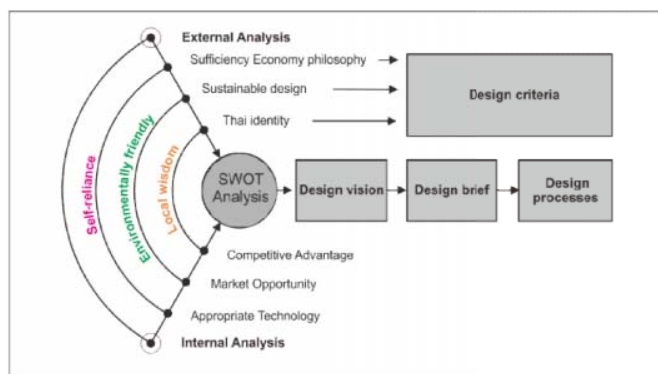 External Analysis
Sufficiency Economy philosophy
Sustainable design
Thai identity
Design criteria
Self-reliance
Environmentally friendly
Local wisdom
SWOT
Analysis
Design vision
Design brief
Design
processes
Competitive Advantage
Market Opportunity
Appropriate Technology
Internal Analysis